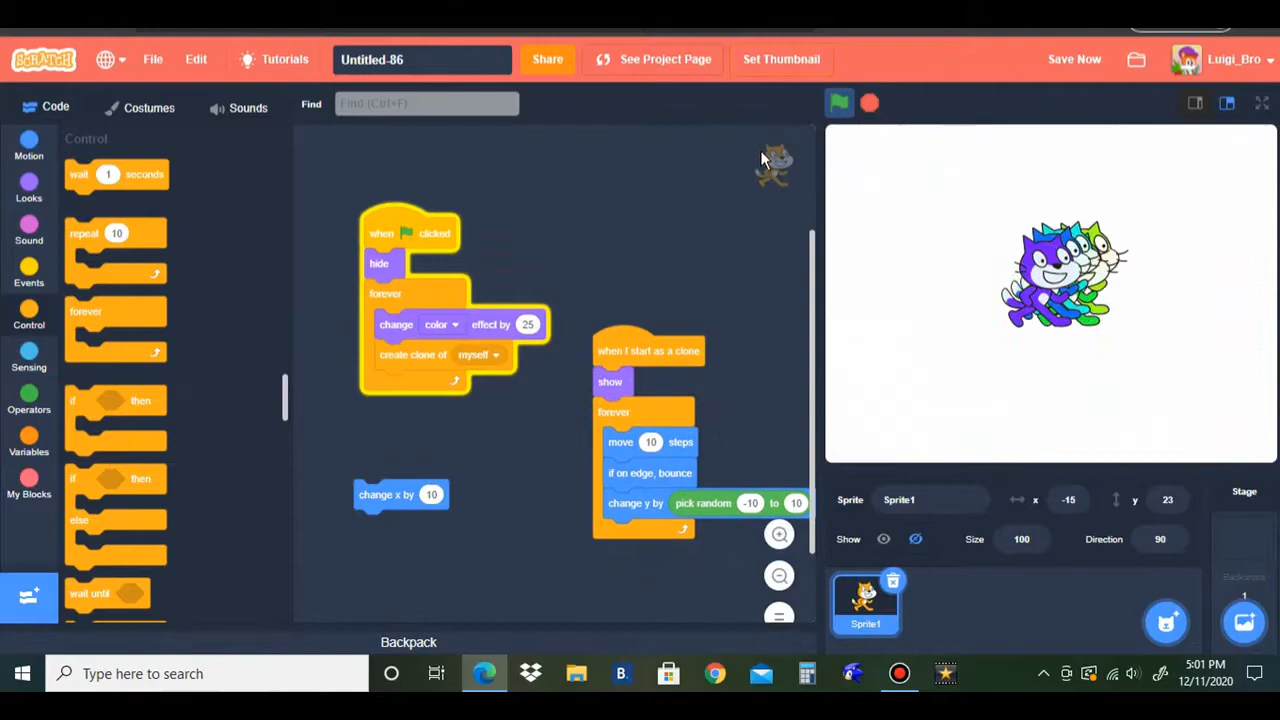 SCRATCH File Edit Tutorials Untitled-86 Share See Project Page Set Thumbnail Save Now Luigi_Bro
Code Costumes Sounds Find Find (Ctrl+F)
Motion
Looks
Sound
Events
Control
Sensing
Operators
Variables
My Blocks
Control
wait 1 seconds
repeat 10
forever
if then
if then
else
wait until
when clicked
hide
forever
change color effect by 25
create clone of myself
change x by 10
when I start as a clone
show
forever
move 10 steps
if on edge, bounce
change y by pick random -10 to 10
Backpack
Sprite Sprite1 x -15 y 23
Show Size 100 Direction 90
Sprite1
Stage
Backdrops
1
Type here to search
B.
5:01 PM
12/11/2020